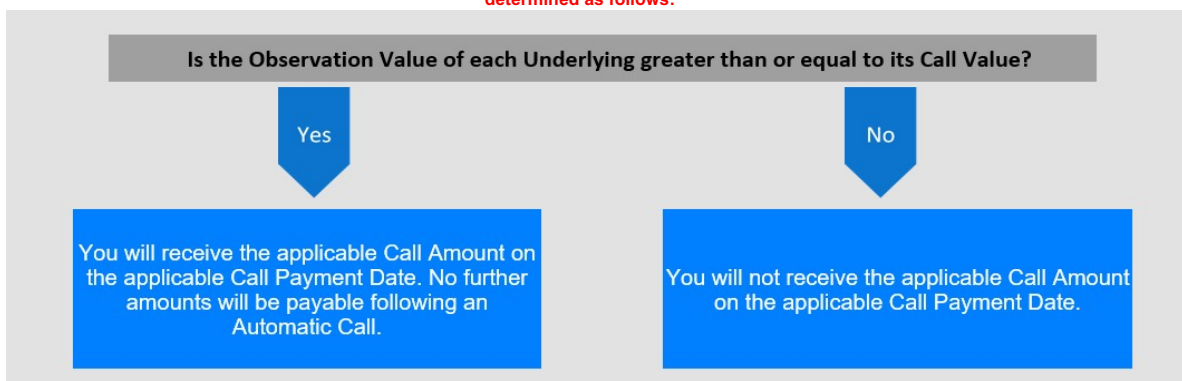 determined as follows:
Is the Observation Value of each Underlying greater than or equal to its Call Value?
Yes
No
You will receive the applicable Call Amount on
the applicable Call Payment Date. No further
amounts will be payable following an
Automatic Call.
You will not receive the applicable Call Amount
on the applicable Call Payment Date.